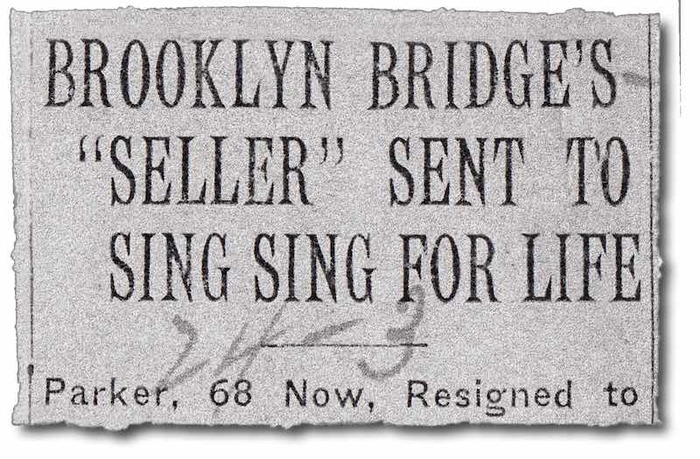 BROOKLYN BRIDGE'S
"SELLER" SENT TO
SING SING FOR LIFE
24-3
Parker, 68 Now, Resigned to